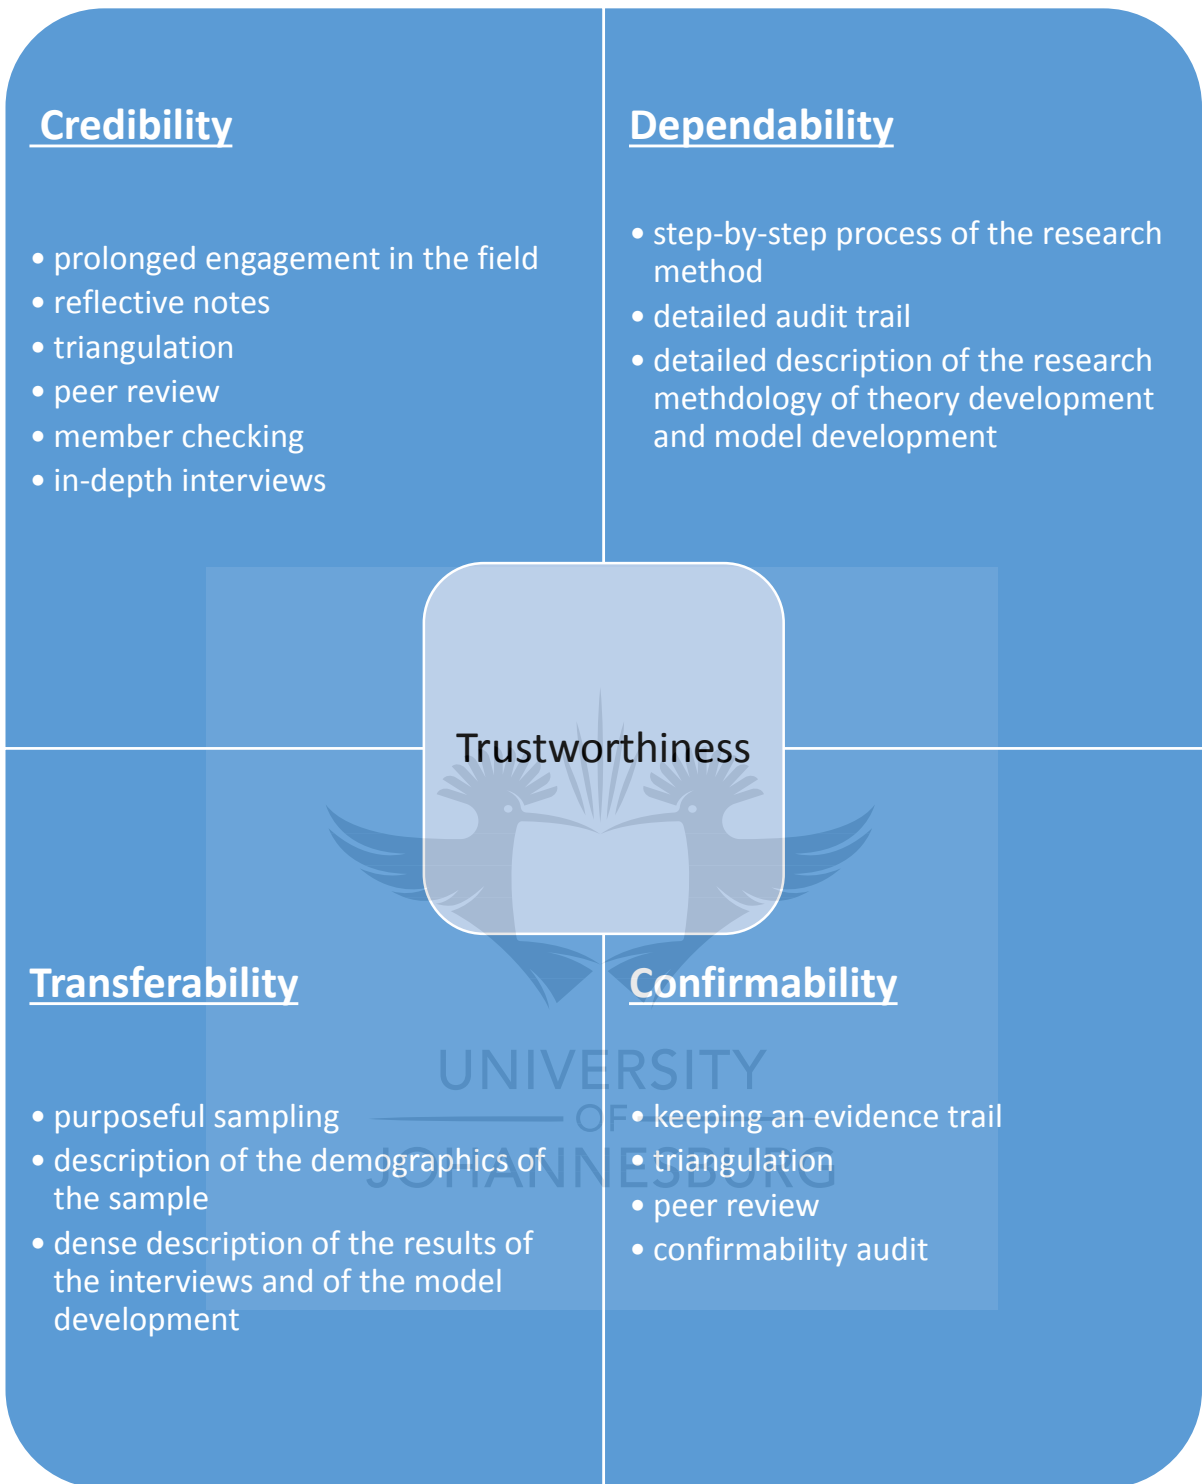 Credibility
• prolonged engagement in the field
• reflective notes
• triangulation
• peer review
• member checking
• in-depth interviews
Dependability
• step-by-step process of the research
method
• detailed audit trail
• detailed description of the research
methdology of theory development
and model development
Trustworthiness
Transferability
• purposeful sampling
• description of the demographics of
the sample
• dense description of the results of
the interviews and of the model
development
Confirmability
• keeping an evidence trail
• triangulation
• peer review
• confirmability audit
UNIVERSITY
OF
JOHANNESBURG